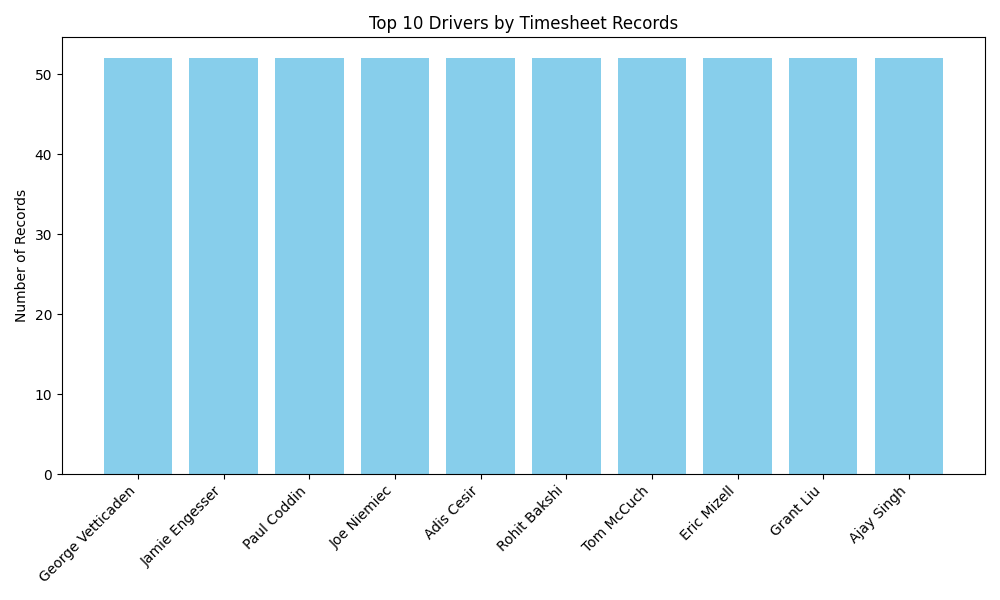 Top 10 Drivers by Timesheet Records
Number of Records
50
40
30
20
10
0
George Vetticaden
Jamie Engesser
Paul Coddin
Joe Niemiec
Adis Cesir
Rohit Bakshi
Tom McCuch
Eric Mizell
Grant Liu
Ajay Singh